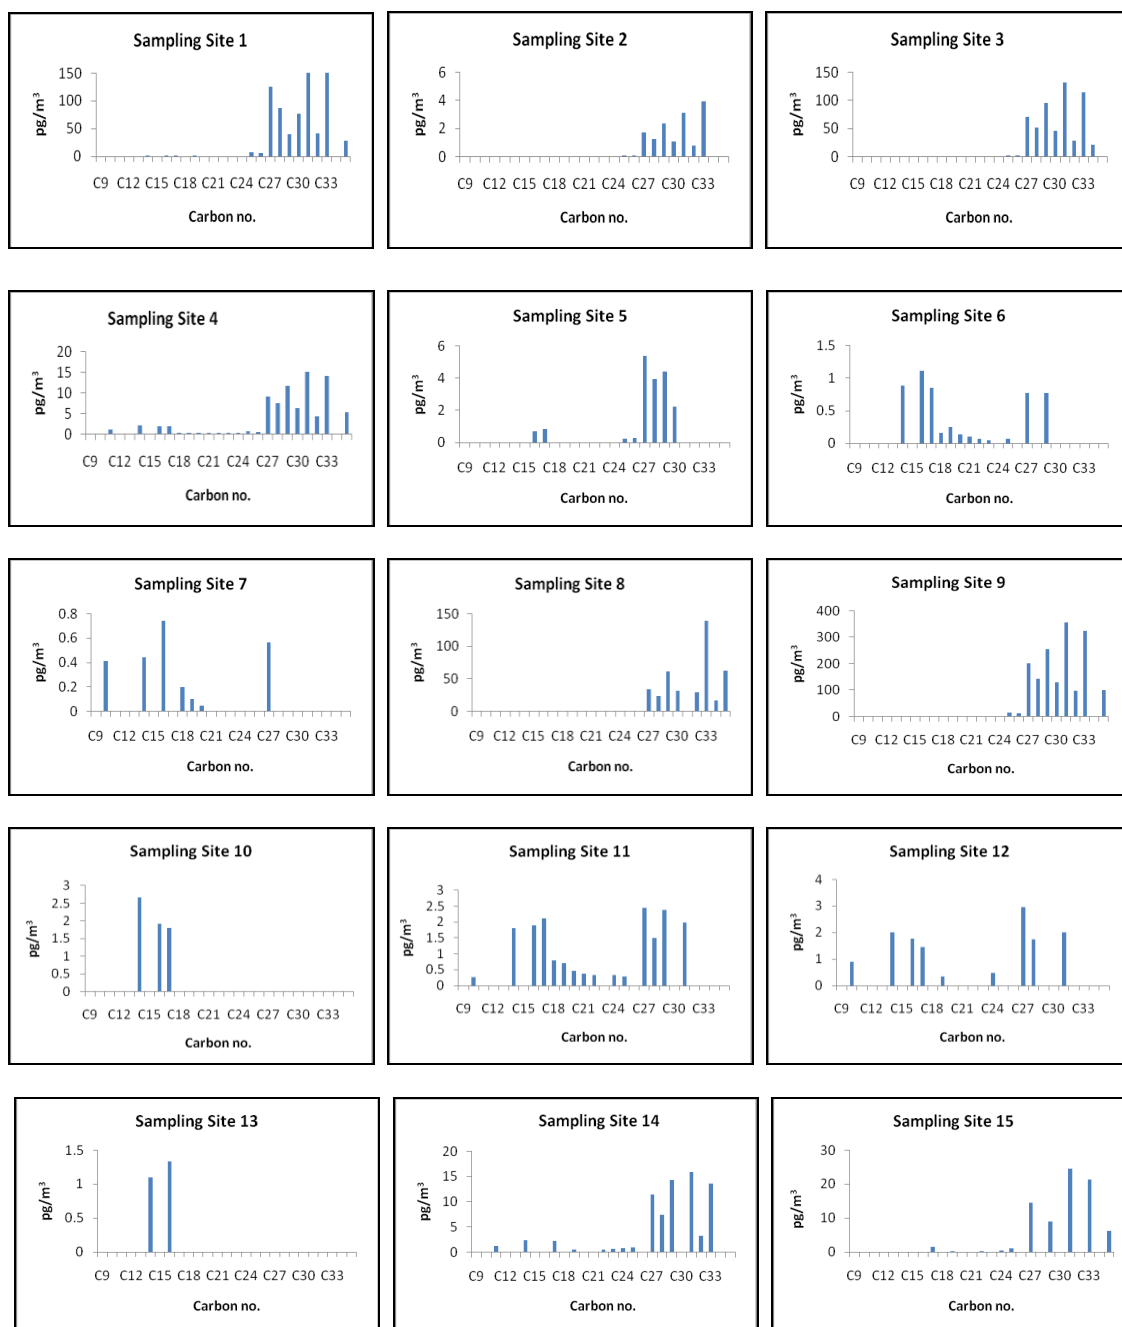 Sampling Site 1
pg/m³
150
100
50
0
C9 C12 C15 C18 C21 C24 C27 C30 C33
Carbon no.
Sampling Site 2
pg/m³
6
4
2
0
C9 C12 C15 C18 C21 C24 C27 C30 C33
Carbon no.
Sampling Site 3
pg/m³
150
100
50
0
C9 C12 C15 C18 C21 C24 C27 C30 C33
Carbon no.
Sampling Site 4
pg/m³
20
15
10
5
0
C9 C12 C15 C18 C21 C24 C27 C30 C33
Carbon no.
Sampling Site 5
pg/m³
6
4
2
0
C9 C12 C15 C18 C21 C24 C27 C30 C33
Carbon no.
Sampling Site 6
pg/m³
1.5
1
0.5
0
C9 C12 C15 C18 C21 C24 C27 C30 C33
Carbon no.
Sampling Site 7
pg/m³
0.8
0.6
0.4
0.2
0
C9 C12 C15 C18 C21 C24 C27 C30 C33
Carbon no.
Sampling Site 8
pg/m³
150
100
50
0
C9 C12 C15 C18 C21 C24 C27 C30 C33
Carbon no.
Sampling Site 9
pg/m³
400
300
200
100
0
C9 C12 C15 C18 C21 C24 C27 C30 C33
Carbon no.
Sampling Site 10
pg/m³
3
2.5
2
1.5
1
0.5
0
C9 C12 C15 C18 C21 C24 C27 C30 C33
Carbon no.
Sampling Site 11
pg/m³
3
2.5
2
1.5
1
0.5
0
C9 C12 C15 C18 C21 C24 C27 C30 C33
Carbon no.
Sampling Site 12
pg/m³
4
3
2
1
0
C9 C12 C15 C18 C21 C24 C27 C30 C33
Carbon no.
Sampling Site 13
pg/m³
1.5
1
0.5
0
C9 C12 C15 C18 C21 C24 C27 C30 C33
Carbon no.
Sampling Site 14
pg/m³
20
15
10
5
0
C9 C12 C15 C18 C21 C24 C27 C30 C33
Carbon no.
Sampling Site 15
pg/m³
30
20
10
0
C9 C12 C15 C18 C21 C24 C27 C30 C33
Carbon no.